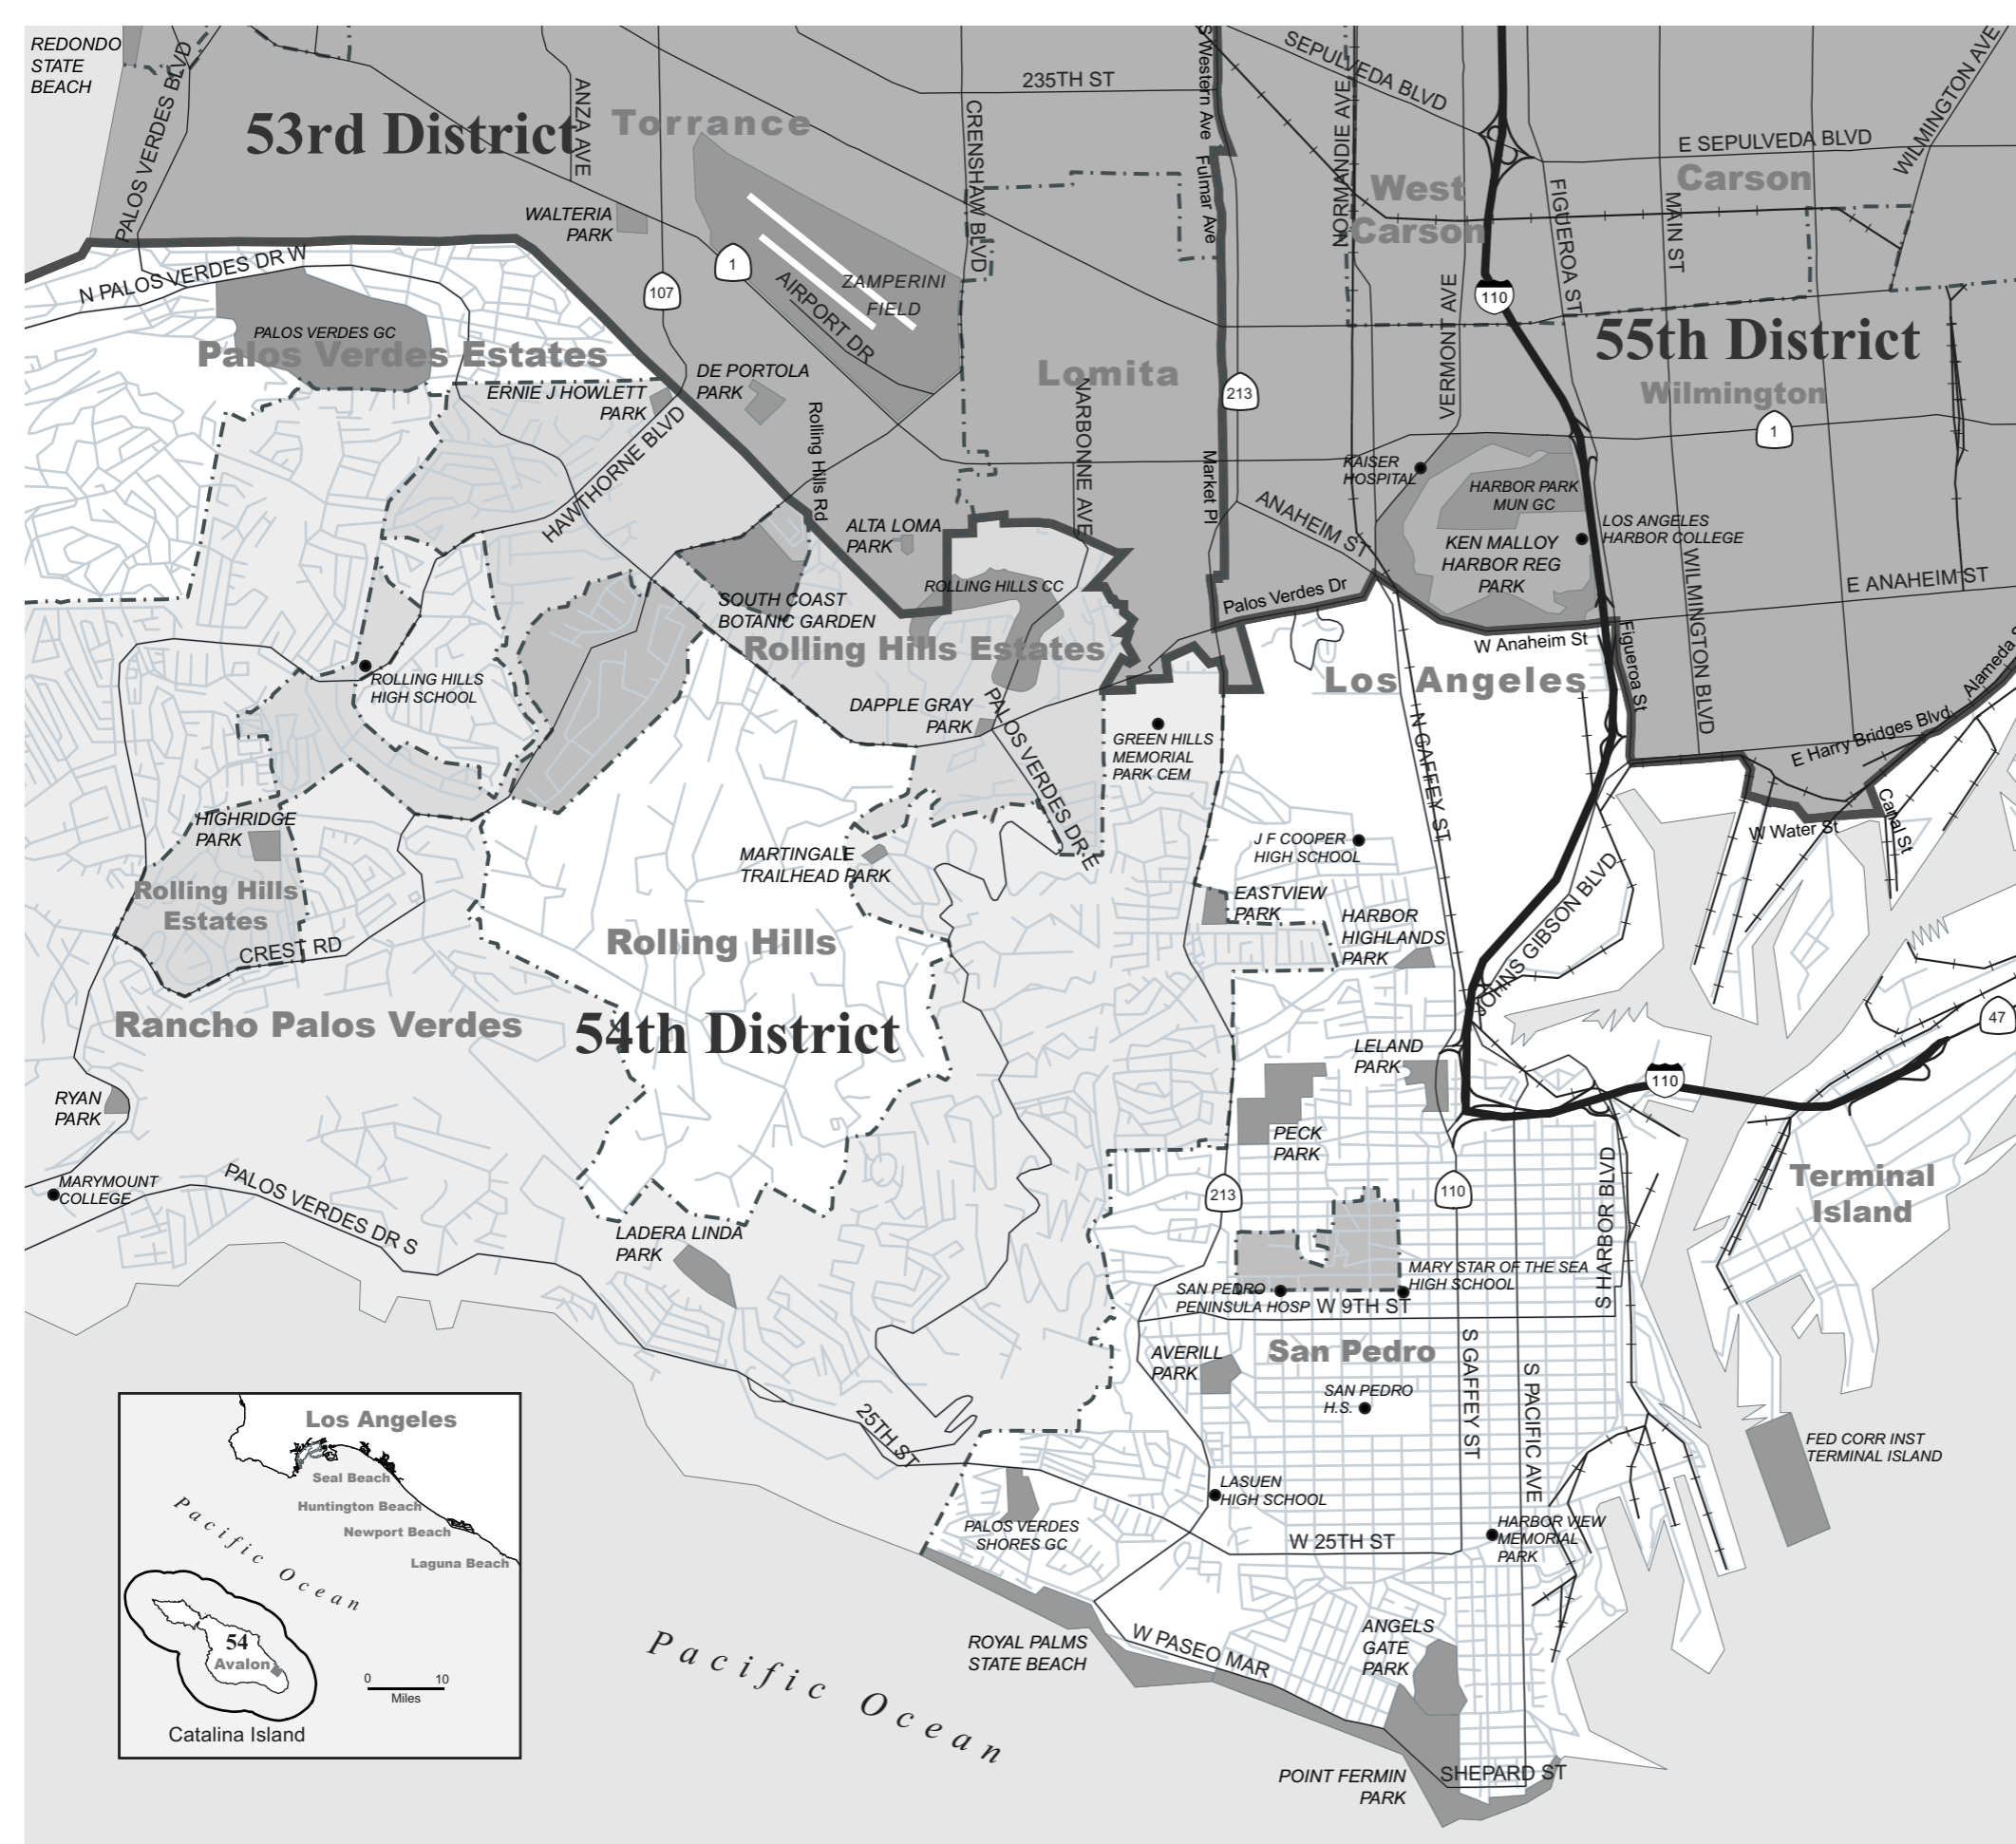 REDONDO
STATE
BEACH
PALOS VERDES BLVD
PALOS VERDES BLVD
53rd District
ANZA AVE
Torrance
235TH ST
CRENSHAW BLVD
S Western Ave
Fulmar Ave
SEPULVEDA BLVD
NORMANDIE AVE
West
Carson
E SEPULVEDA BLVD
Carson
WILMINGTON AVE
FIGUEROA ST
MAIN ST
WALTERIA
PARK
1
107
AIRPORT DR
ZAMPERINI
FIELD
N PALOS VERDES DR W
PALOS VERDES GC
Palos Verdes Estates
ERNIE J HOWLETT
PARK
DE PORTOLA
PARK
HAWTHORNE BLVD
Rolling Hills Rd
Lomita
NARBONNE AVE
213
VERMONT AVE
110
55th District
Wilmington
1
Market Pl
KAISER
HOSPITAL
HARBOR PARK
MUN GC
ANAHEIM ST
LOS ANGELES
HARBOR COLLEGE
KEN MALLOY
HARBOR REG
PARK
WILMINGTON BLVD
E ANAHEIM ST
ALTA LOMA
PARK
ROLLING HILLS CC
SOUTH COAST
BOTANIC GARDEN
Rolling Hills Estates
Palos Verdes Dr
W Anaheim St
Figueroa St
Los Angeles
ROLLING HILLS
HIGH SCHOOL
DAPPLE GRAY
PARK
PALOS VERDES DR E
GREEN HILLS
MEMORIAL
PARK CEM
N GAFFEY ST
E Harry Bridges Blvd
Alameda
Canal St
W Water St
HIGHRIDGE
PARK
MARTINGALE
TRAILHEAD PARK
J F COOPER
HIGH SCHOOL
Rolling Hills
Estates
EASTVIEW
PARK
HARBOR
HIGHLANDS
PARK
JOHN S GIBSON BLVD
CREST RD
Rolling Hills
Rancho Palos Verdes
54th District
47
LELAND
PARK
110
RYAN
PARK
PECK
PARK
MARYMOUNT
COLLEGE
PALOS VERDES DR S
213
110
S HARBOR BLVD
Terminal
Island
LADERA LINDA
PARK
MARY STAR OF THE SEA
HIGH SCHOOL
SAN PEDRO
PENINSULA HOSP
W 9TH ST
San Pedro
AVERILL
PARK
SAN PEDRO
H.S.
S GAFFEY ST
S PACIFIC AVE
25TH ST
FED CORR INST
TERMINAL ISLAND
LASUEN
HIGH SCHOOL
PALOS VERDES
SHORES GC
W 25TH ST
HARBOR VIEW
MEMORIAL
PARK
Los Angeles
Seal Beach
Huntington Beach
Newport Beach
Laguna Beach
Pacific Ocean
54
Avalon
0 10
Miles
Catalina Island
Pacific Ocean
ROYAL PALMS
STATE BEACH
W PASEO MAR
ANGELS
GATE
PARK
POINT FERMIN
PARK
SHEPARD ST